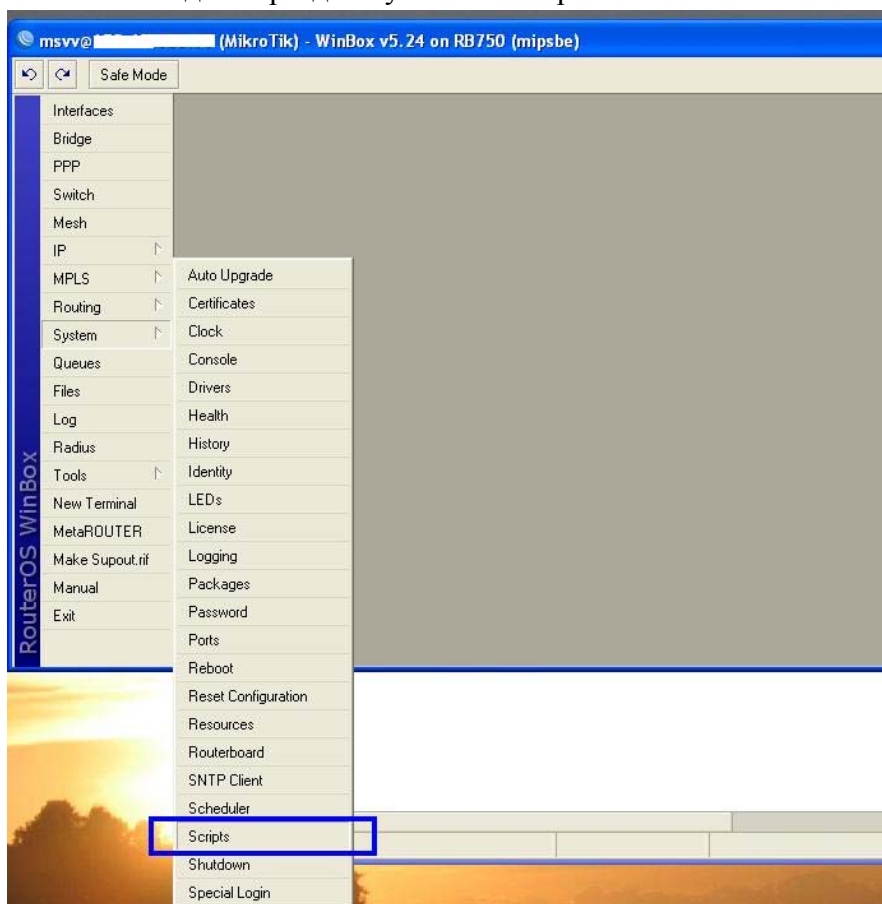 msvv@ (MikroTik) - WinBox v5.24 on RB750 (mipsbe)
Safe Mode
Interfaces
Bridge
PPP
Switch
Mesh
IP
MPLS
Routing
System
Queues
Files
Log
Radius
Tools
New Terminal
MetaROUTER
Make Supout.rif
Manual
Exit
RouterOS WinBox
Auto Upgrade
Certificates
Clock
Console
Drivers
Health
History
Identity
LEDs
License
Logging
Packages
Password
Ports
Reboot
Reset Configuration
Resources
Routerboard
SNTP Client
Scheduler
Scripts
Shutdown
Special Login